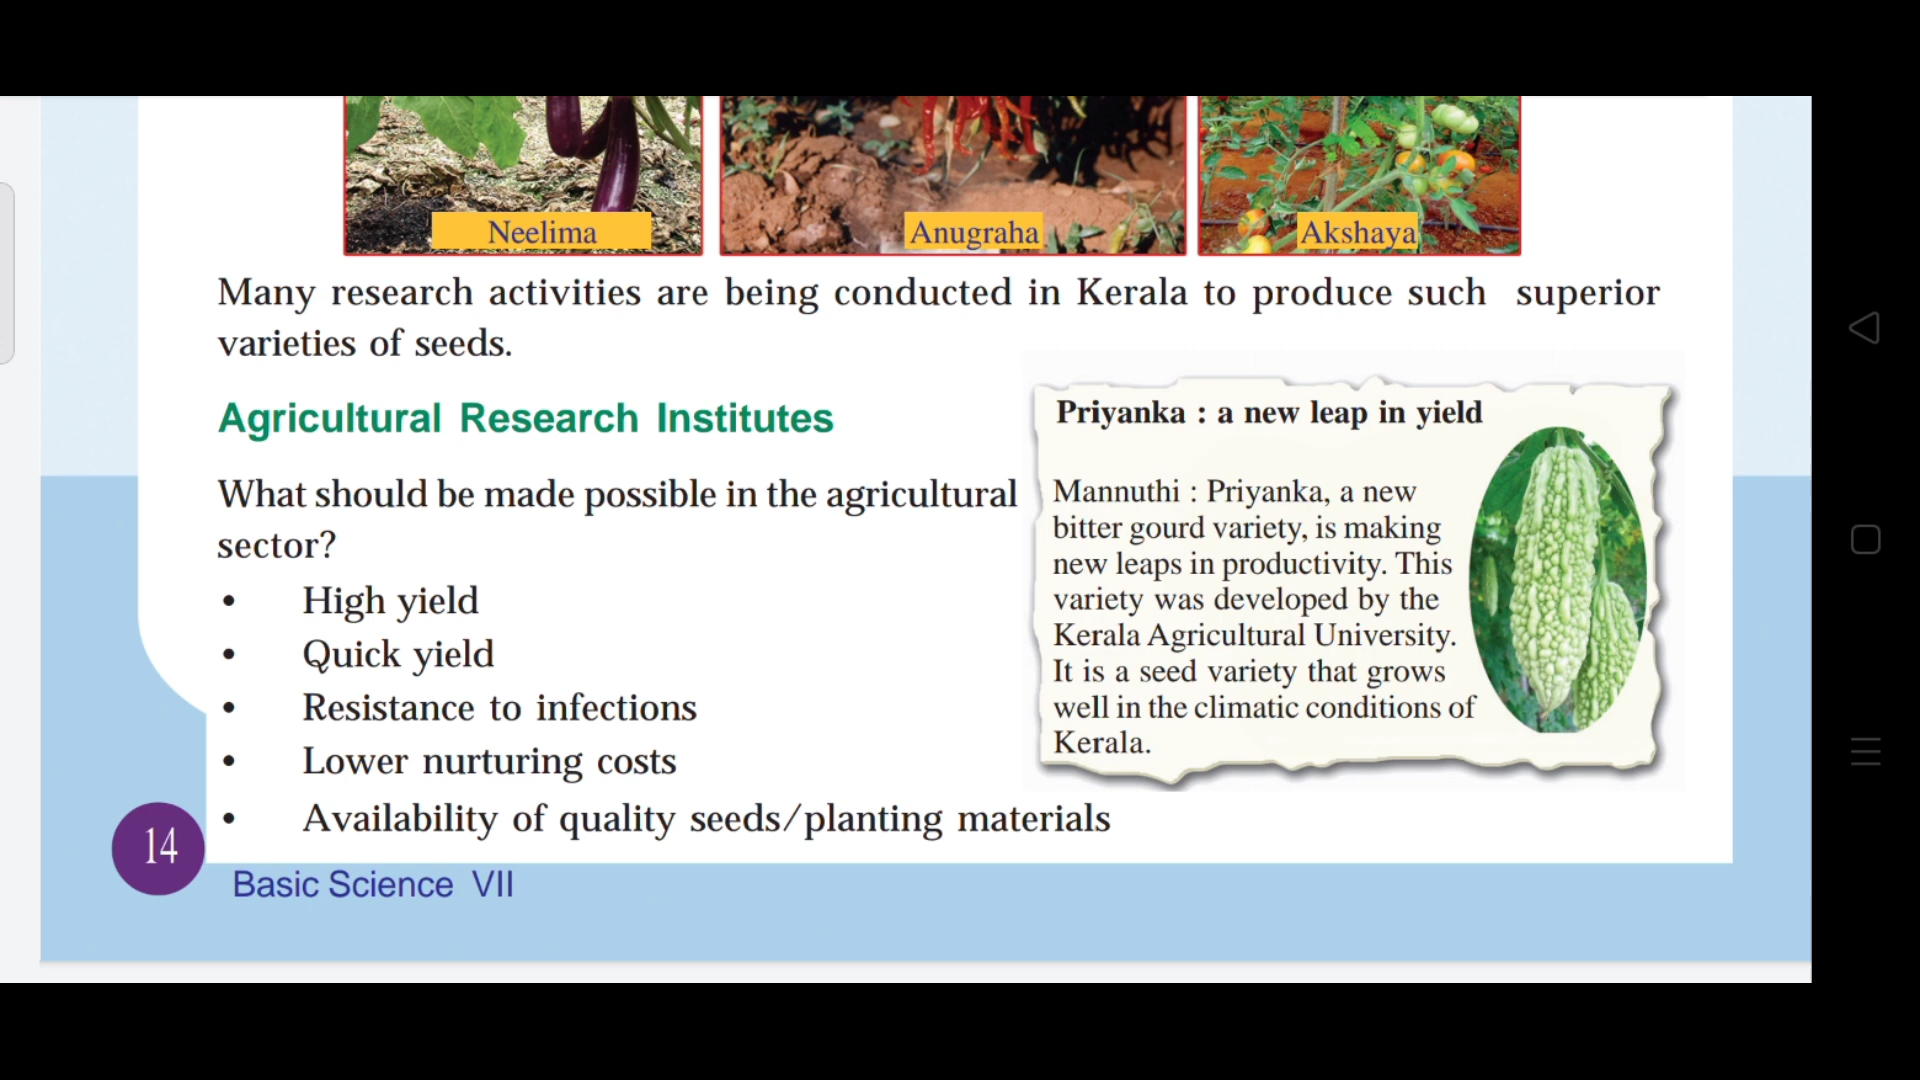 Neelima
Anugraha
Akshaya
Many research activities are being conducted in Kerala to produce such superior
varieties of seeds.
Agricultural Research Institutes
What should be made possible in the agricultural
sector?
• High yield
• Quick yield
• Resistance to infections
• Lower nurturing costs
• Availability of quality seeds/planting materials
Priyanka : a new leap in yield
Mannuthi : Priyanka, a new
bitter gourd variety, is making
new leaps in productivity. This
variety was developed by the
Kerala Agricultural University.
It is a seed variety that grows
well in the climatic conditions of
Kerala.
14
Basic Science VII